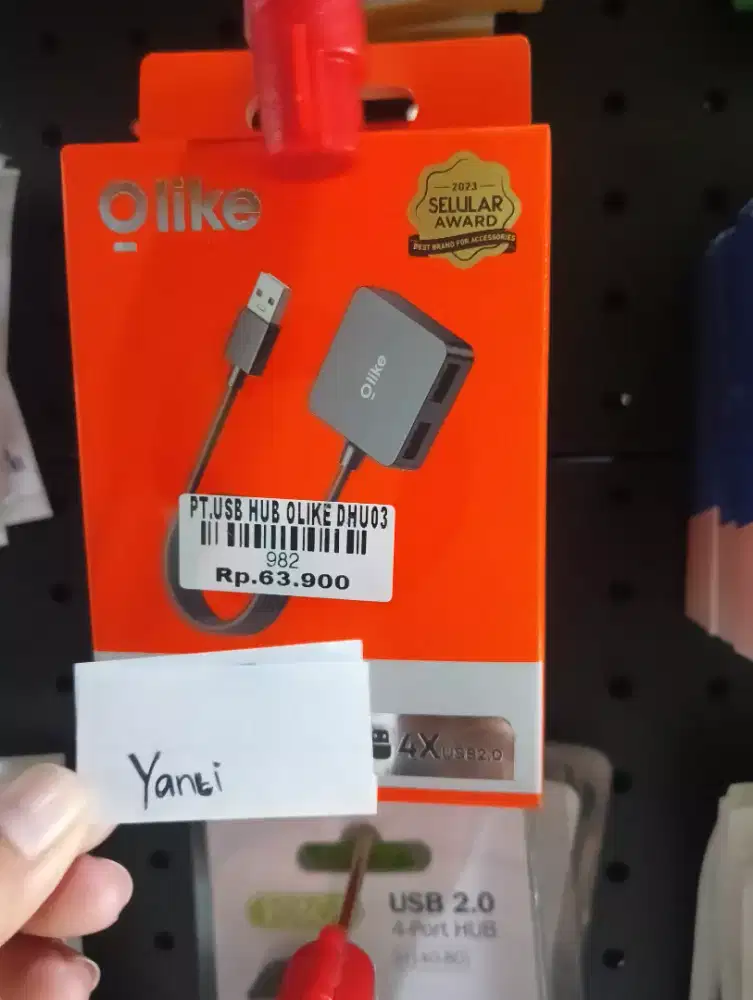 Olike
2023
SELULAR
AWARD
BEST BRAND FOR ACCESSORIES
Olike
PT.USB HUB OLIKE DHU03
982
Rp.63.900
4X USB2.0
Yanti
USB 2.0
4-Port HUB